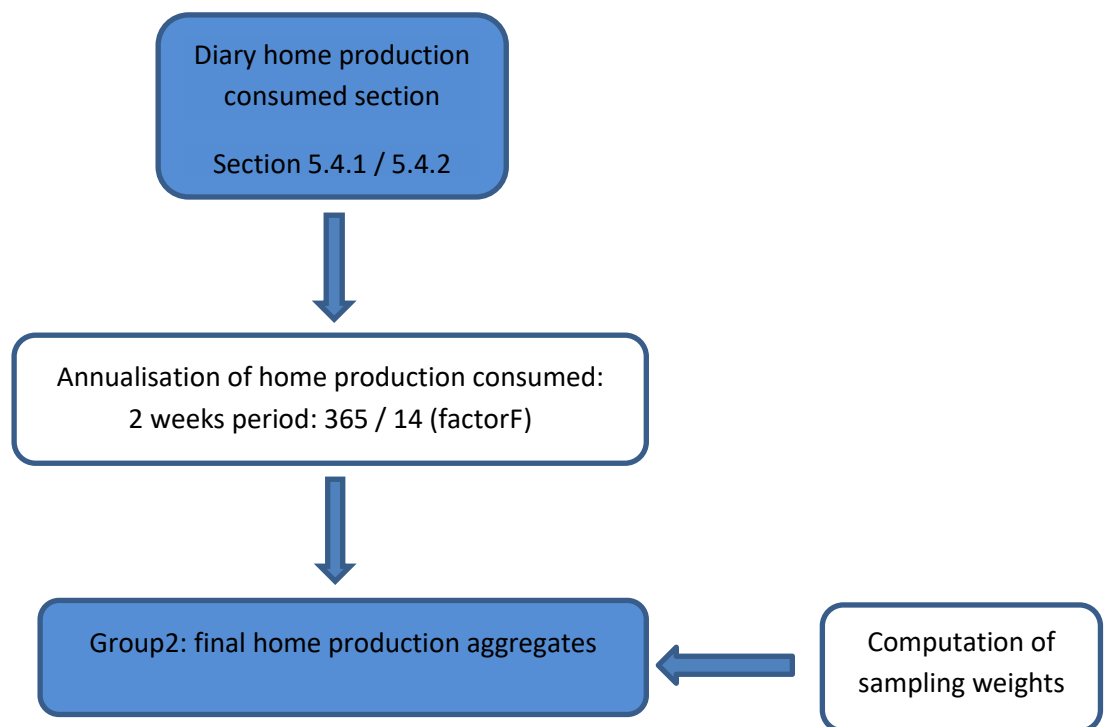 Diary home production
consumed section
Section 5.4.1 / 5.4.2
Annualisation of home production consumed:
2 weeks period: 365 / 14 (factorF)
Group2: final home production aggregates
Computation of
sampling weights